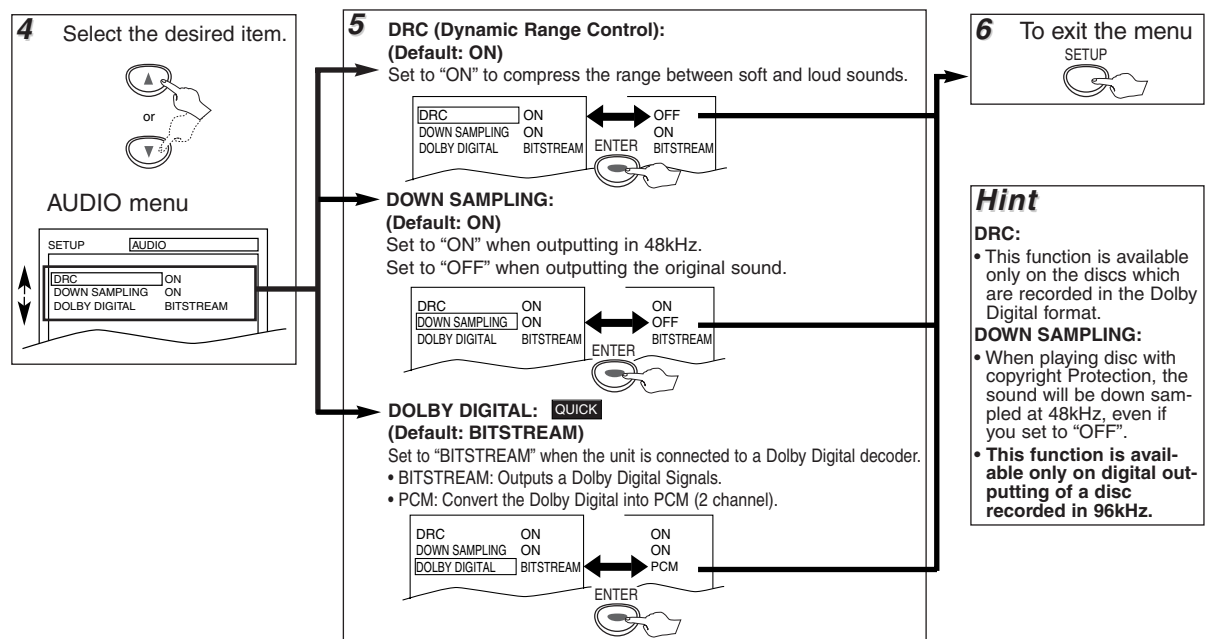 4 Select the desired item.
or
AUDIO menu
SETUP AUDIO
DRC ON
DOWN SAMPLING ON
DOLBY DIGITAL BITSTREAM
5 DRC (Dynamic Range Control):
(Default: ON)
Set to “ON” to compress the range between soft and loud sounds.
DRC ON OFF
DOWN SAMPLING ON ON
DOLBY DIGITAL BITSTREAM BITSTREAM
ENTER
DOWN SAMPLING:
(Default: ON)
Set to “ON” when outputting in 48kHz.
Set to “OFF” when outputting the original sound.
DRC ON ON
DOWN SAMPLING ON OFF
DOLBY DIGITAL BITSTREAM BITSTREAM
ENTER
DOLBY DIGITAL: QUICK
(Default: BITSTREAM)
Set to “BITSTREAM” when the unit is connected to a Dolby Digital decoder.
• BITSTREAM: Outputs a Dolby Digital Signals.
• PCM: Convert the Dolby Digital into PCM (2 channel).
DRC ON ON
DOWN SAMPLING ON ON
DOLBY DIGITAL BITSTREAM PCM
ENTER
6 To exit the menu
SETUP
Hint
DRC:
• This function is available
only on the discs which
are recorded in the Dolby
Digital format.
DOWN SAMPLING:
• When playing disc with
copyright Protection, the
sound will be down sam-
pled at 48kHz, even if
you set to “OFF”.
• This function is avail-
able only on digital out-
putting of a disc
recorded in 96kHz.